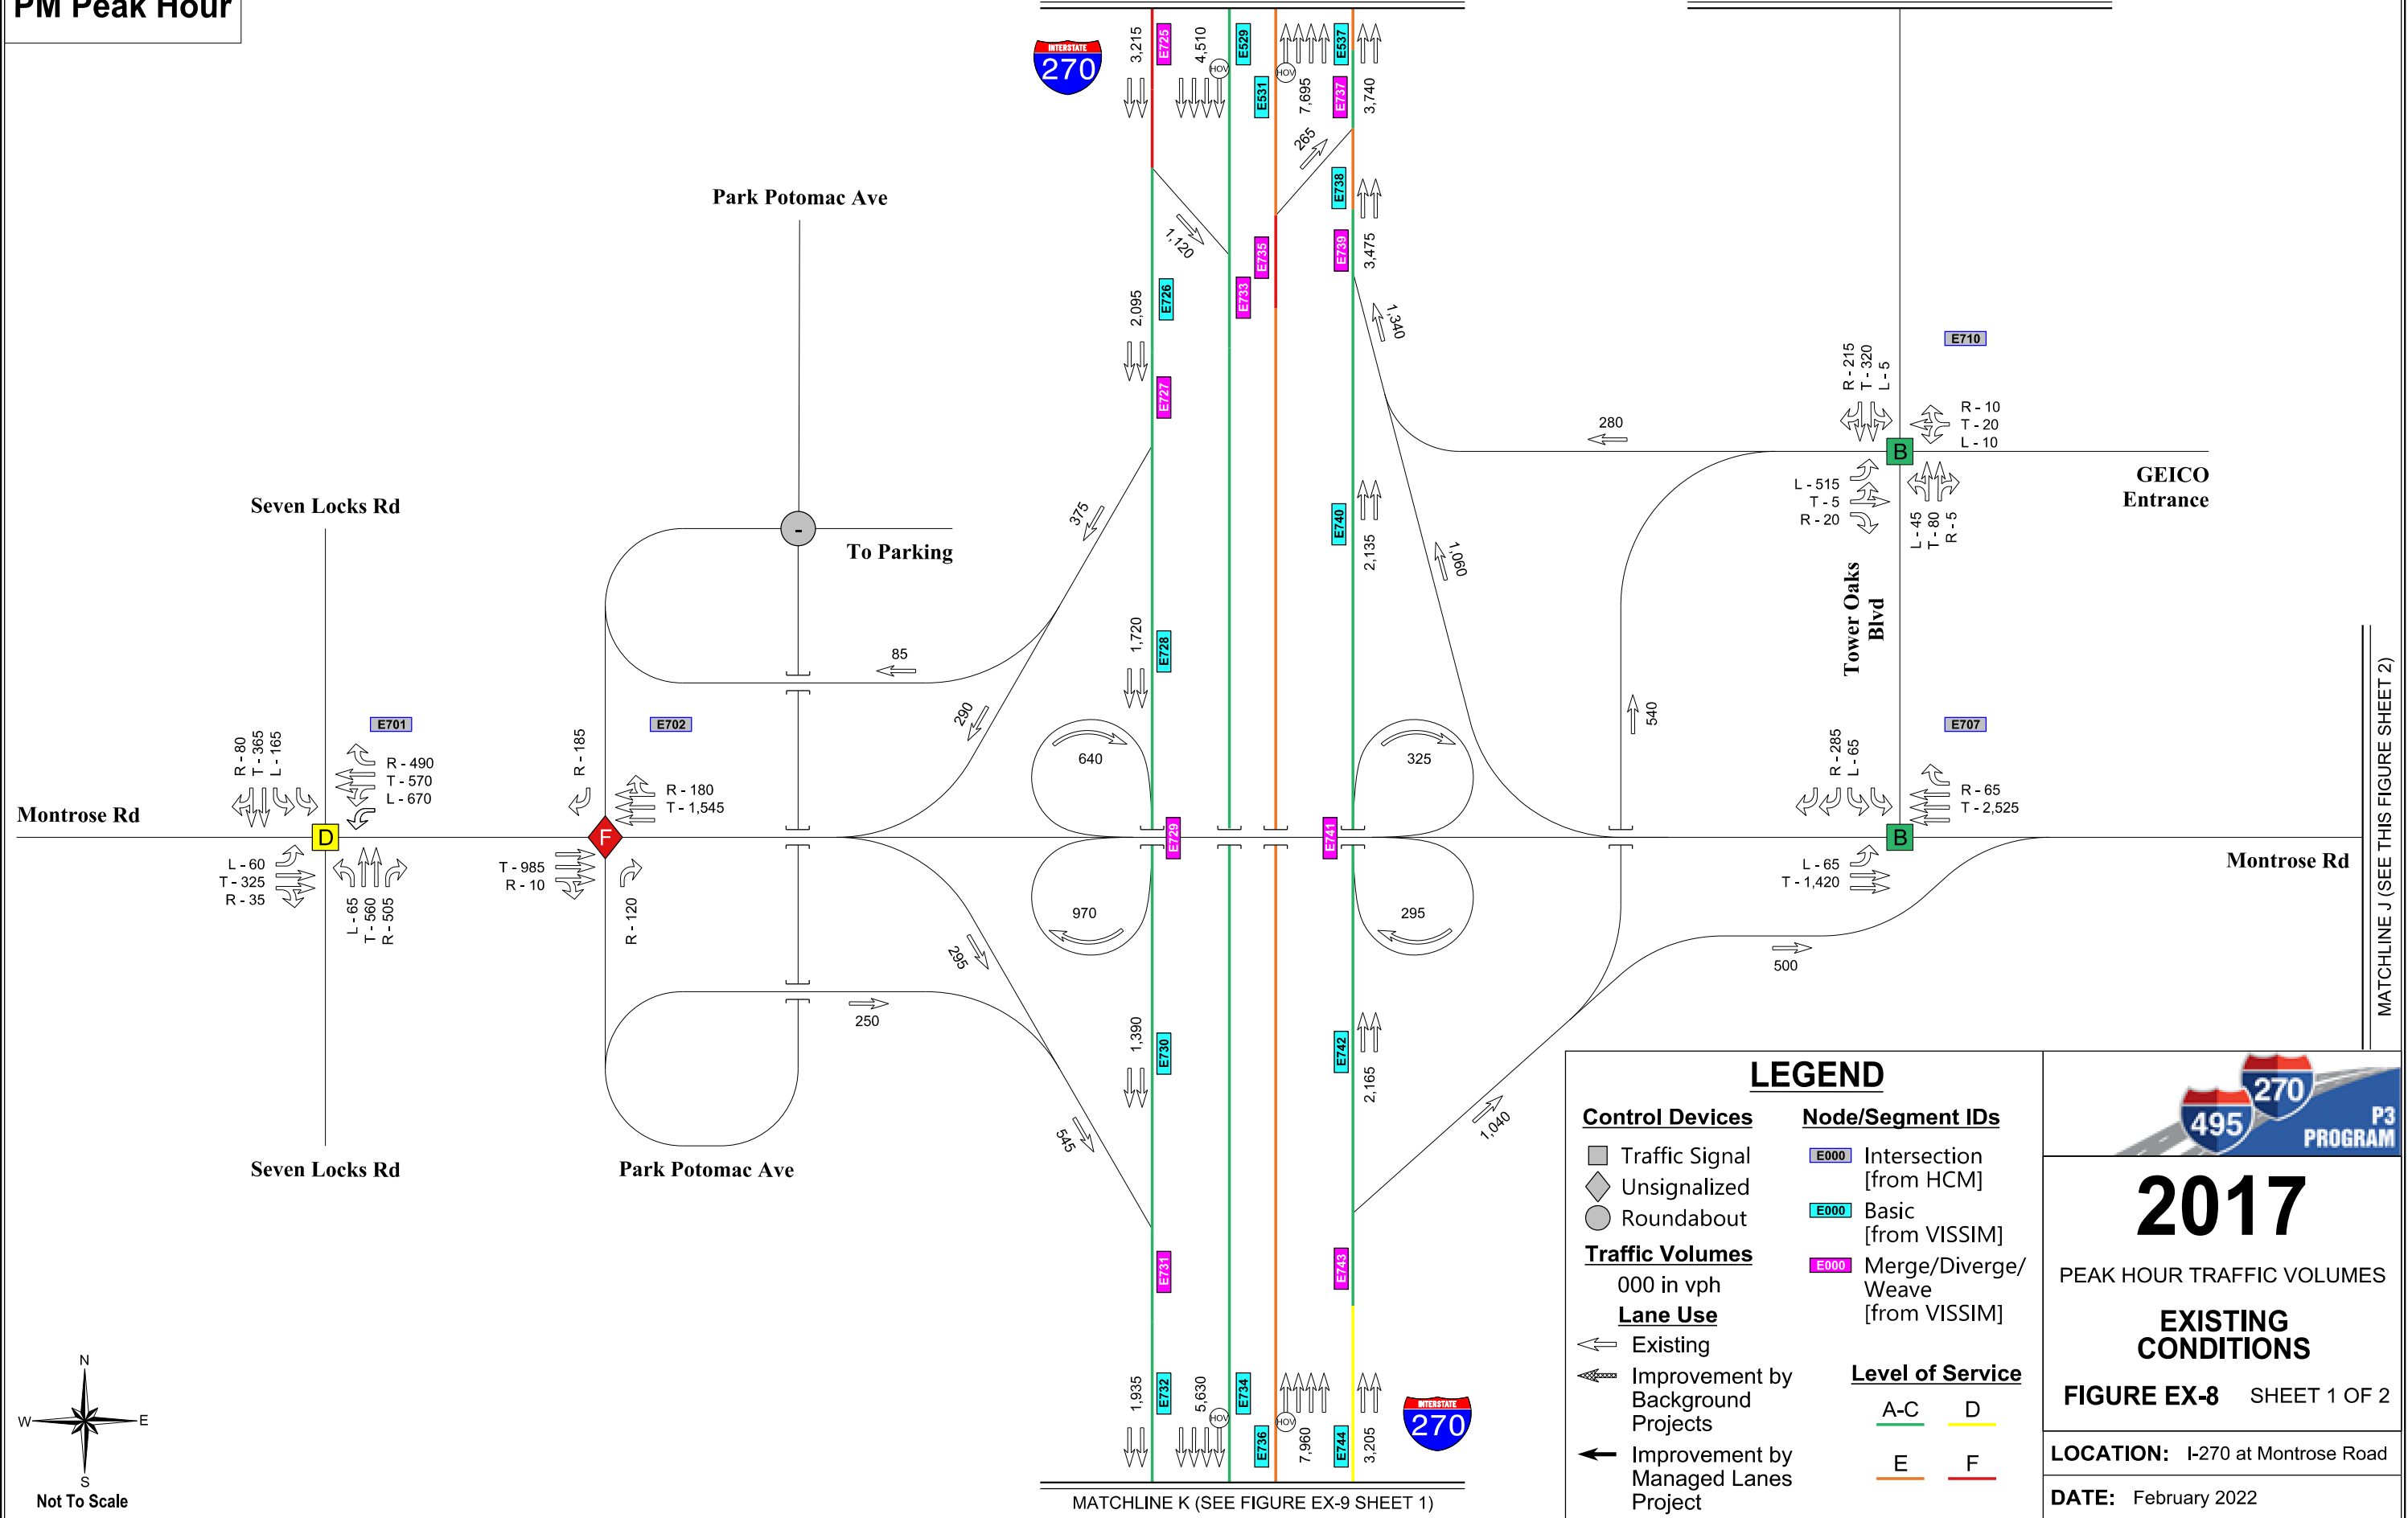 PM Peak Hour
INTERSTATE
270
3,215
E725
4,510
HOV
E529
E531
HOV
7,695
E537
E737
3,740
265
E738
1,120
E735
E739
3,475
E733
2,095
E726
1,340
E727
Park Potomac Ave
-
To Parking
375
E740
2,135
1,060
280
E710
R - 215
T - 320
L - 5
R - 10
T - 20
L - 10
B
GEICO
Entrance
L - 515
T - 5
R - 20
L - 45
T - 80
R - 5
Tower Oaks
Blvd
Seven Locks Rd
1,720
E728
85
290
540
E701
E702
E707
R - 80
T - 365
L - 165
R - 490
T - 570
L - 670
R - 185
R - 180
T - 1,545
640
325
R - 285
L - 65
R - 65
T - 2,525
Montrose Rd
D
F
E729
E741
B
Montrose Rd
L - 60
T - 325
R - 35
L - 65
T - 560
R - 505
T - 985
R - 10
R - 120
970
295
L - 65
T - 1,420
295
500
250
1,390
E730
E742
2,165
545
1,040
Seven Locks Rd
Park Potomac Ave
E731
E743
1,935
E732
5,630
HOV
E734
E736
HOV
7,960
E744
3,205
INTERSTATE
270
MATCHLINE K (SEE FIGURE EX-9 SHEET 1)
MATCHLINE J (SEE THIS FIGURE SHEET 2)
N
W
E
S
Not To Scale
LEGEND
Control Devices
Traffic Signal
Unsignalized
Roundabout
Traffic Volumes
000 in vph
Lane Use
Existing
Improvement by
Background
Projects
Improvement by
Managed Lanes
Project
Node/Segment IDs
E000 Intersection
[from HCM]
E000 Basic
[from VISSIM]
E000 Merge/Diverge/
Weave
[from VISSIM]
Level of Service
A-C D
E F
495
270
P3
PROGRAM
2017
PEAK HOUR TRAFFIC VOLUMES
EXISTING
CONDITIONS
FIGURE EX-8 SHEET 1 OF 2
LOCATION: I-270 at Montrose Road
DATE: February 2022